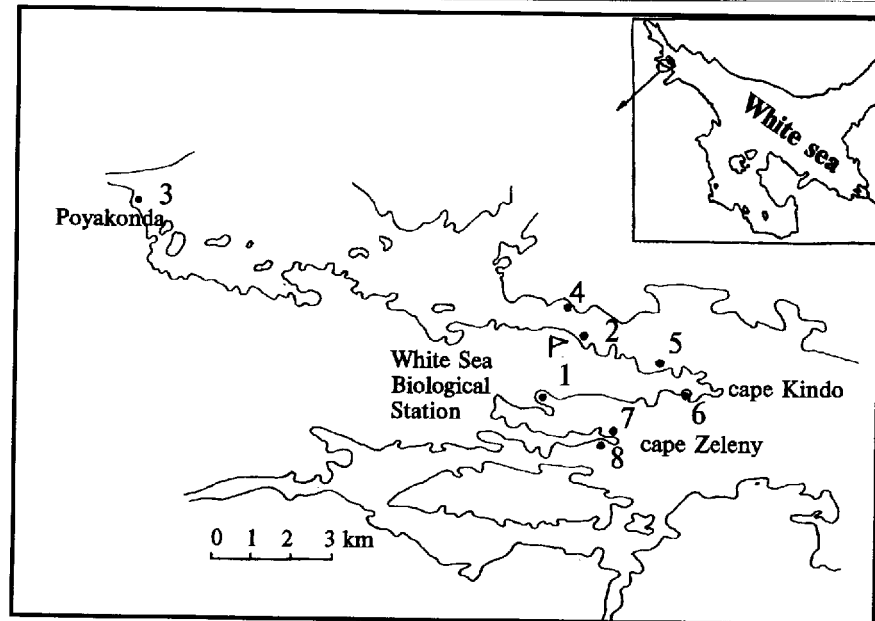 White sea
3
Poyakonda
4
2
5
White Sea
Biological
Station
1
cape Kindo
6
7
cape Zeleny
8
0 1 2 3 km